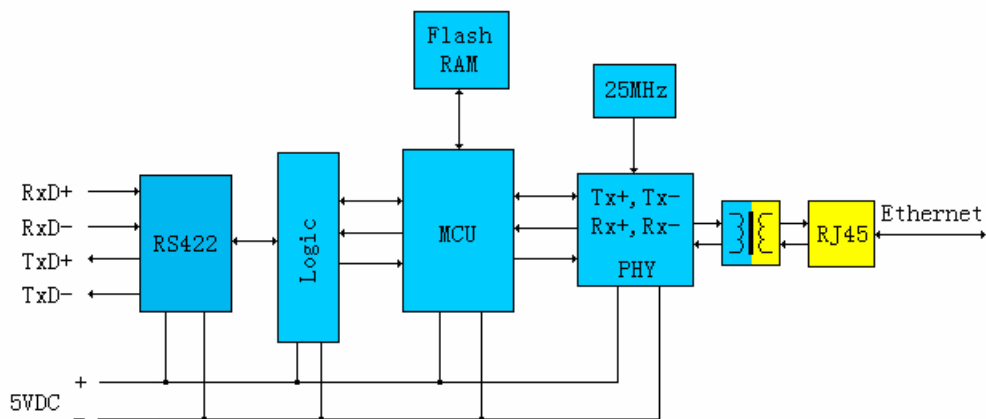 Flash
RAM
25MHz
RxD+
RxD-
TxD+
TxD-
RS422
Logic
MCU
Tx+,Tx-
Rx+,Rx-
PHY
RJ45
Ethernet
+
5VDC
-